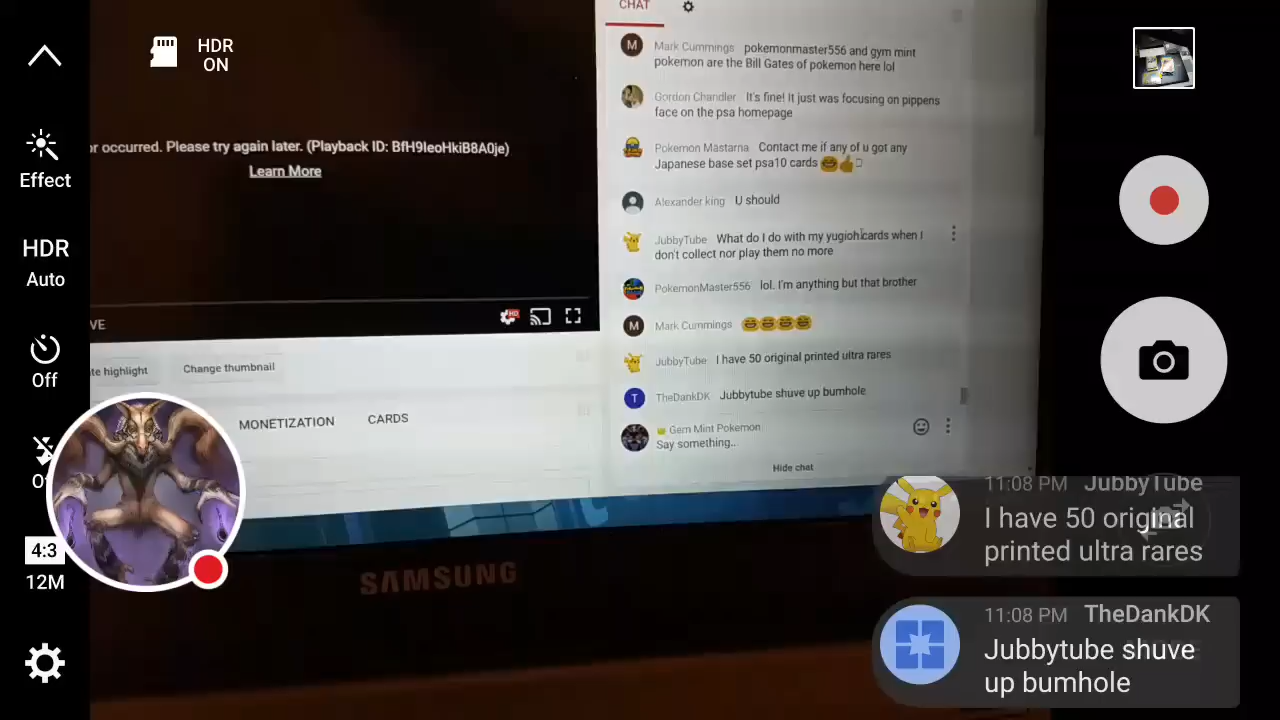 HDR
ON
Effect
HDR
Auto
Off
4:3
12M
or occurred. Please try again later. (Playback ID: BfH9IeoHkiB8A0je)
Learn More
VE
HD
te highlight
Change thumbnail
MONETIZATION
CARDS
CHAT
M
Mark Cummings pokemonmaster556 and gym mint
pokemon are the Bill Gates of pokemon here lol
Gordon Chandler It's fine! It just was focusing on pippens
face on the psa homepage
Pokemon Mastarna Contact me if any of u got any
Japanese base set psa10 cards 😄👍
Alexander king U should
JubbyTube What do I do with my yugioh cards when I
don't collect nor play them no more
PokemonMaster556 lol. I'm anything but that brother
M
Mark Cummings 😄😄😄😄
JubbyTube I have 50 original printed ultra rares
T
TheDankDK Jubbytube shuve up bumhole
Gem Mint Pokemon
Say something...
Hide chat
SAMSUNG
11:08 PM JubbyTube
I have 50 original
printed ultra rares
11:08 PM TheDankDK
Jubbytube shuve
up bumhole